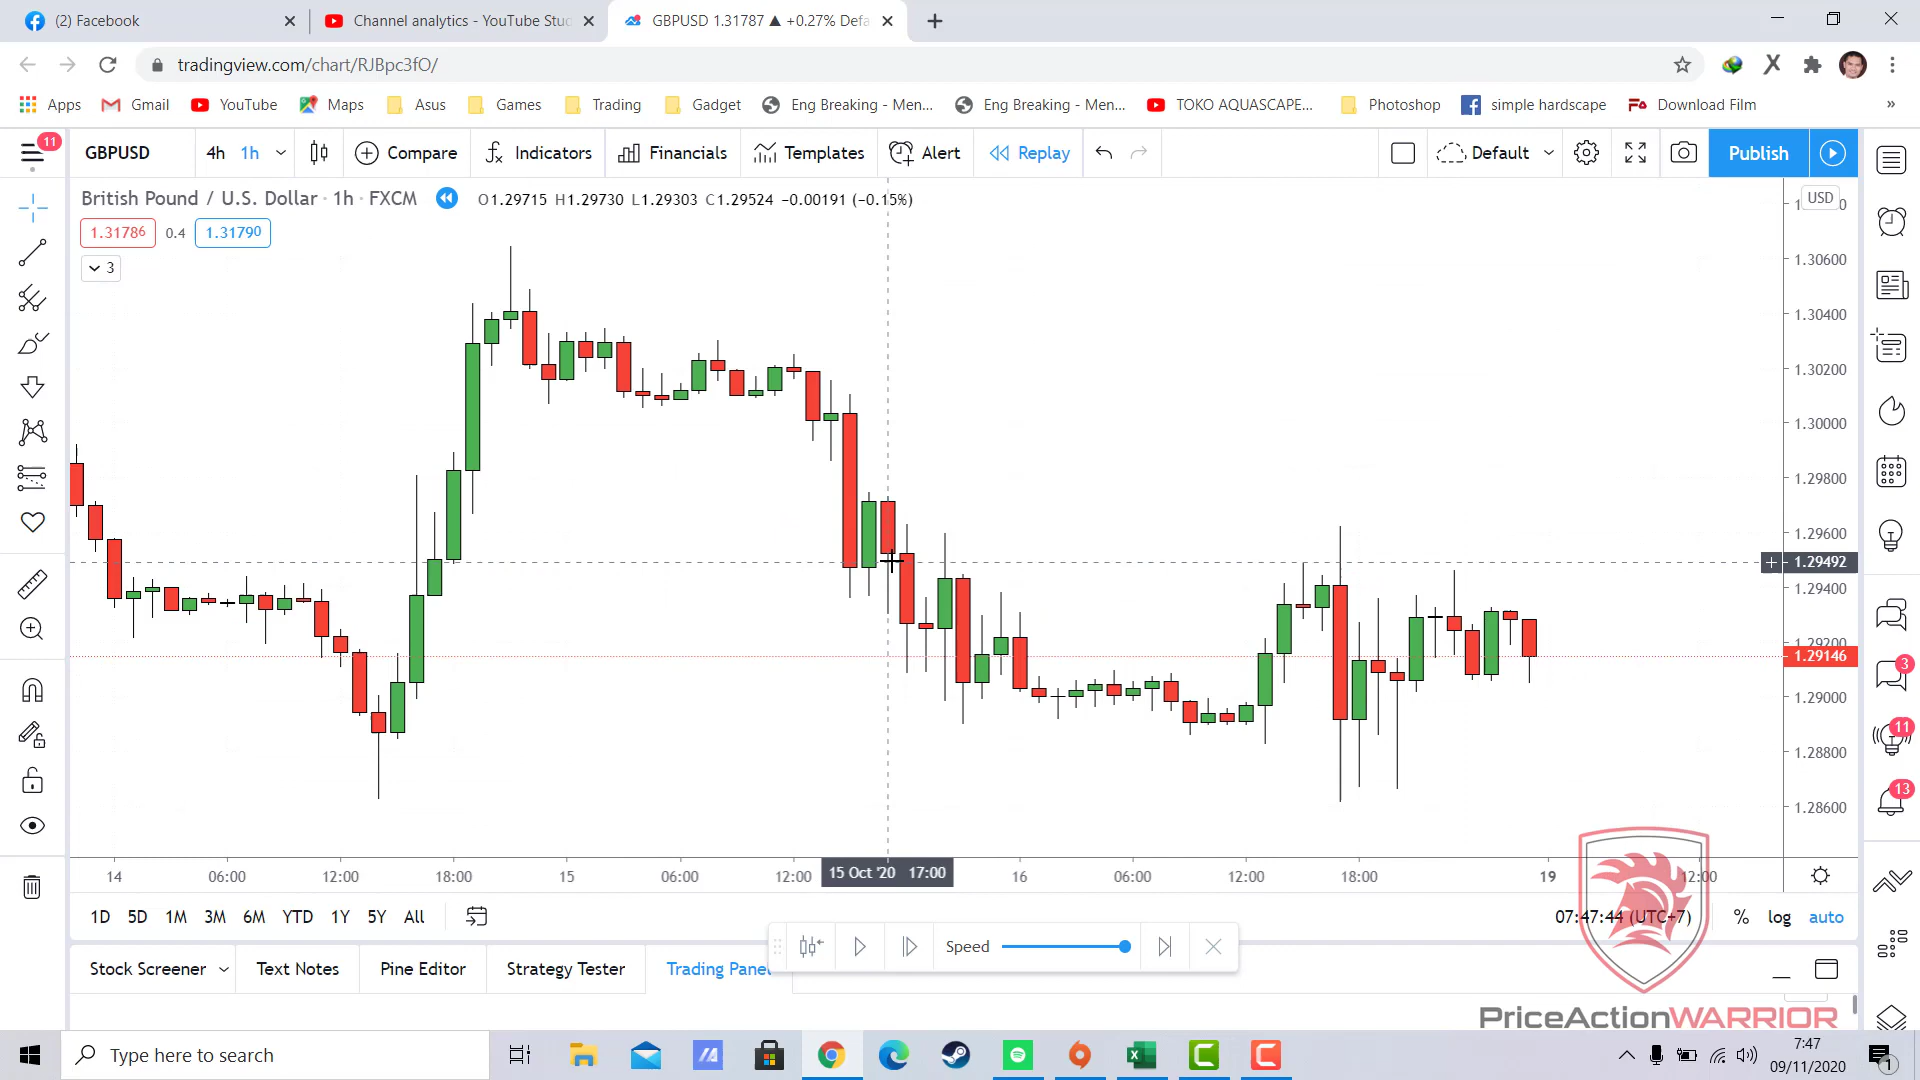 (2) Facebook
Channel analytics - YouTube Stud
GBPUSD 1.31787 ▲ +0.27% Defa
tradingview.com/chart/RJBpc3fO/
Apps
Gmail
YouTube
Maps
Asus
Games
Trading
Gadget
Eng Breaking - Men...
Eng Breaking - Men...
TOKO AQUASCAPE...
Photoshop
simple hardscape
Download Film
»
11
GBPUSD
4h
1h
Compare
Indicators
Financials
Templates
Alert
Replay
Default
Publish
British Pound / U.S. Dollar · 1h · FXCM
O1.29715 H1.29730 L1.29303 C1.29524 −0.00191 (−0.15%)
USD
1.31786
0.4
1.31790
3
1.30600
1.30400
1.30200
1.30000
1.29800
1.29600
1.29492
1.29400
1.29200
1.29146
1.29000
1.28800
1.28600
3
11
13
14
06:00
12:00
18:00
15
06:00
12:00
15 Oct '20 17:00
16
06:00
12:00
18:00
19
12:00
1D
5D
1M
3M
6M
YTD
1Y
5Y
All
07:47:44 (UTC+7)
%
log
auto
Speed
Stock Screener
Text Notes
Pine Editor
Strategy Tester
Trading Panel
PriceActionWARRIOR
Type here to search
7:47
09/11/2020
1